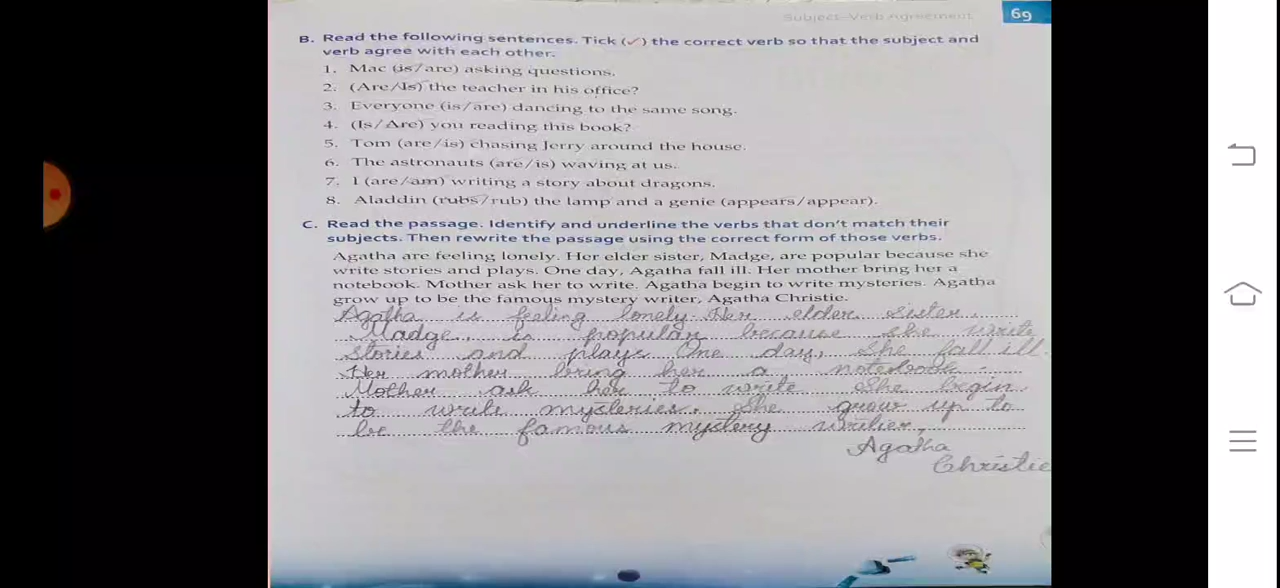 Subject-Verb Agreement 69
B. Read the following sentences. Tick (✓) the correct verb so that the subject and
verb agree with each other.
1. Mac (is/are) asking questions.
2. (Are/Is) the teacher in his office?
3. Everyone (is/are) dancing to the same song.
4. (Is/Are) you reading this book?
5. Tom (are/is) chasing Jerry around the house.
6. The astronauts (are/is) waving at us.
7. I (are/am) writing a story about dragons.
8. Aladdin (rubs/rub) the lamp and a genie (appears/appear).
C. Read the passage. Identify and underline the verbs that don't match their
subjects. Then rewrite the passage using the correct form of those verbs.
Agatha are feeling lonely. Her elder sister, Madge, are popular because she
write stories and plays. One day, Agatha fall ill. Her mother bring her a
notebook. Mother ask her to write. Agatha begin to write mysteries. Agatha
grow up to be the famous mystery writer, Agatha Christie.
Agatha is feeling lonely. Her elder sister,
Madge, is popular because she write
stories and plays. One day, She fall ill.
Her mother bring her a notebook.
Mother ask her to write She begin
to write mysteries. She grow up to
be the famous mystery writer,
Agatha
Christie